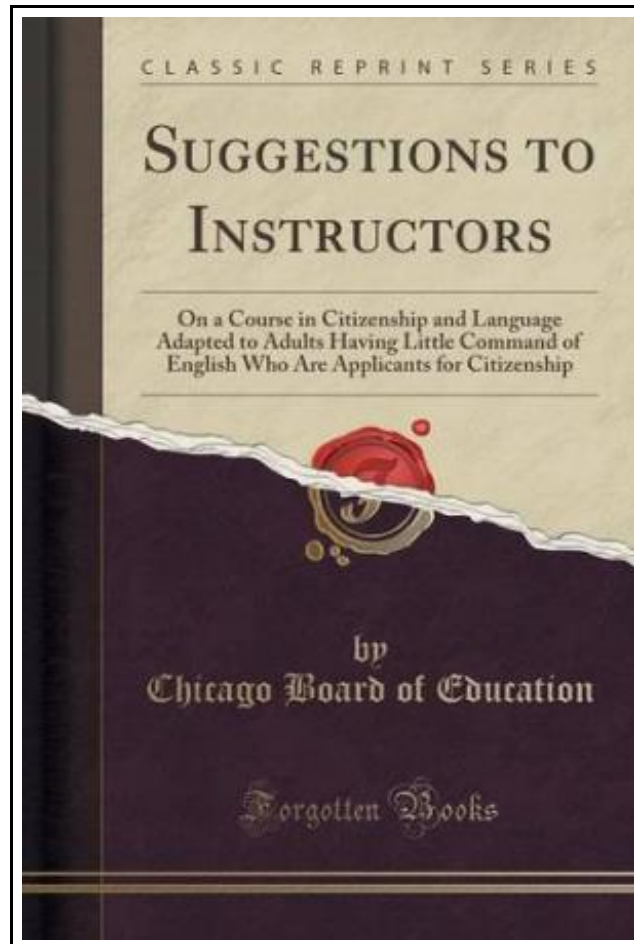 CLASSIC REPRINT SERIES
SUGGESTIONS TO
INSTRUCTORS
On a Course in Citizenship and Language
Adapted to Adults Having Little Command of
English Who Are Applicants for Citizenship
F
by
Chicago Board of Education
Forgotten Books